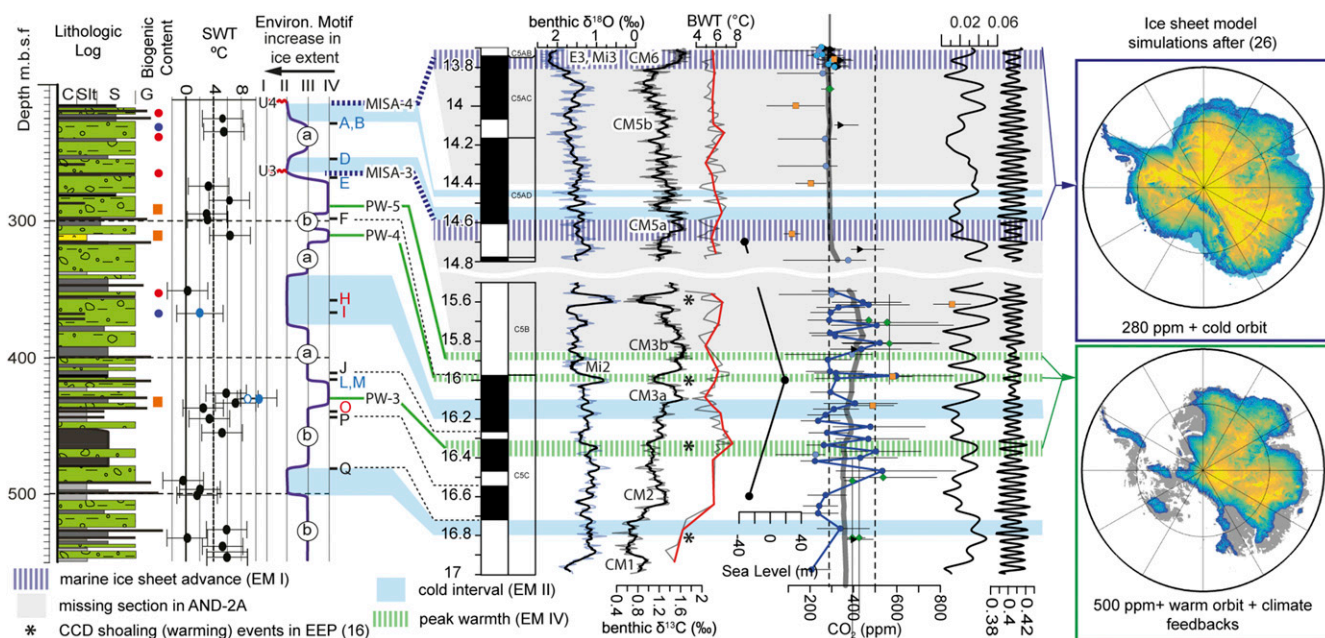 Lithologic
Log
Biogenic
Content
SWT
ºC
Environ. Motif
increase in
ice extent
benthic δ18O (‰)
BWT (°C)
0.02 0.06
Ice sheet model
simulations after (26)
Depth m.b.s.f
C Slt S G
0 4 8
I II III IV
2 1 0
4 6 8
300
400
500
U4
U3
a
b
a
a
b
b
MISA-4
A,B
D
MISA-3
E
PW-5
F
PW-4
H
I
J
L,M
PW-3
O
P
Q
13.8
14
14.2
14.4
14.6
14.8
15.6
15.8
16
16.2
16.4
16.6
16.8
17
C5AB
C5AC
C5AD
C5B
C5C
E3, Mi3
CM6
CM5b
CM5a
CM3b
Mi2
CM3a
CM2
CM1
*
*
*
*
280 ppm + cold orbit
500 ppm+ warm orbit + climate
feedbacks
-40 0 40
Sea Level (m)
0.4 1 1.6 2
benthic δ13C (‰)
200 400 600 800
CO2 (ppm)
0.38 0.4 0.42
marine ice sheet advance (EM I)
missing section in AND-2A
* CCD shoaling (warming) events in EEP (16)
cold interval (EM II)
peak warmth (EM IV)